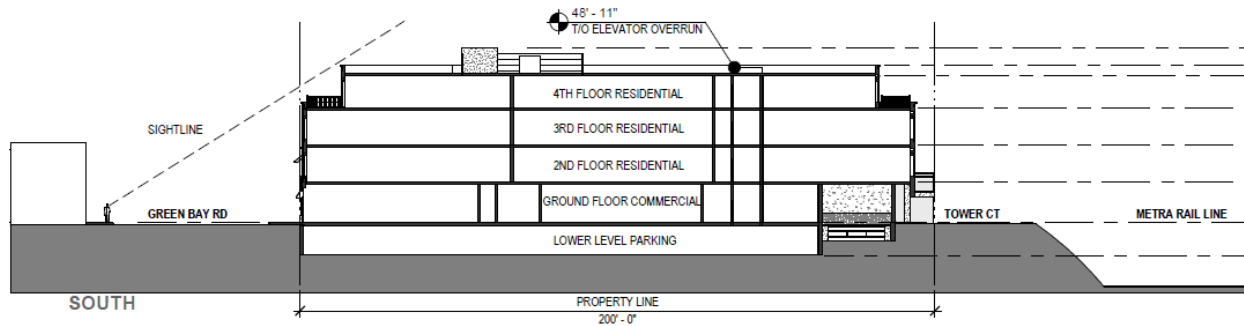 48' - 11"
T/O ELEVATOR OVERRUN
4TH FLOOR RESIDENTIAL
SIGHTLINE
3RD FLOOR RESIDENTIAL
2ND FLOOR RESIDENTIAL
GREEN BAY RD
GROUND FLOOR COMMERCIAL
TOWER CT
METRA RAIL LINE
LOWER LEVEL PARKING
SOUTH
PROPERTY LINE
200' - 0"